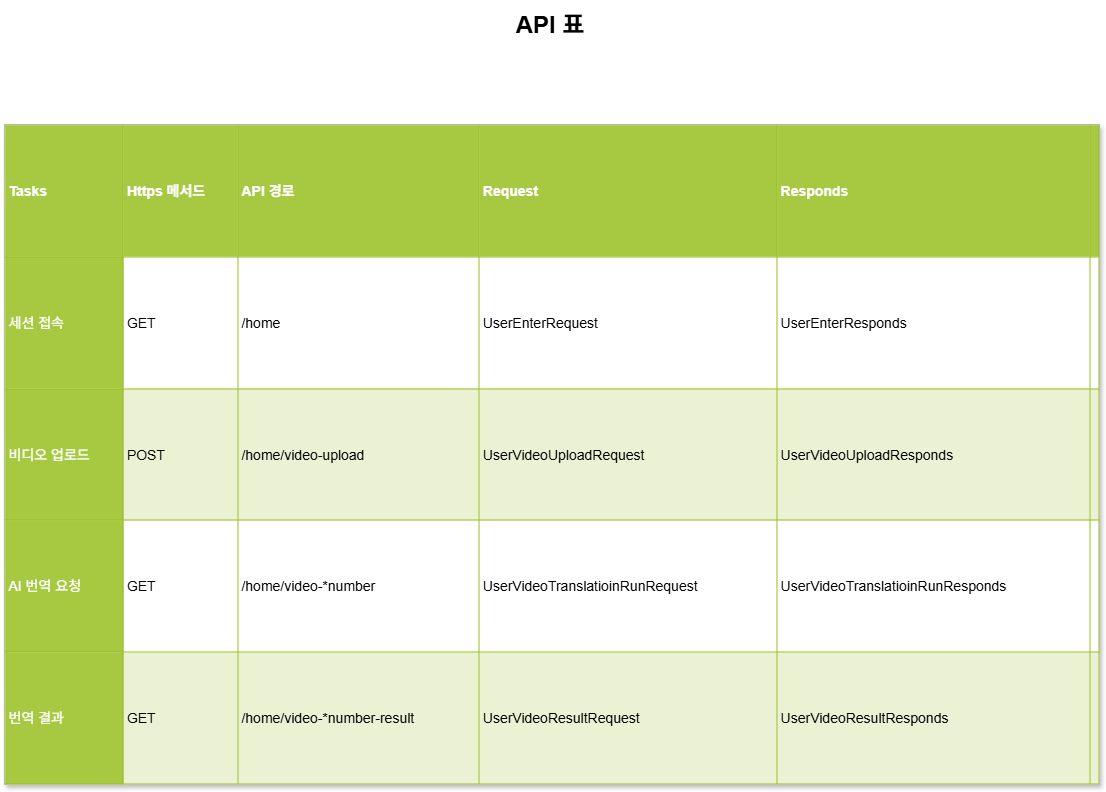 API 표
Tasks Https 메서드 API 경로 Request Responds
세션 접속 GET /home UserEnterRequest UserEnterResponds
비디오 업로드 POST /home/video-upload UserVideoUploadRequest UserVideoUploadResponds
AI 번역 요청 GET /home/video-*number UserVideoTranslatioinRunRequest UserVideoTranslatioinRunResponds
번역 결과 GET /home/video-*number-result UserVideoResultRequest UserVideoResultResponds